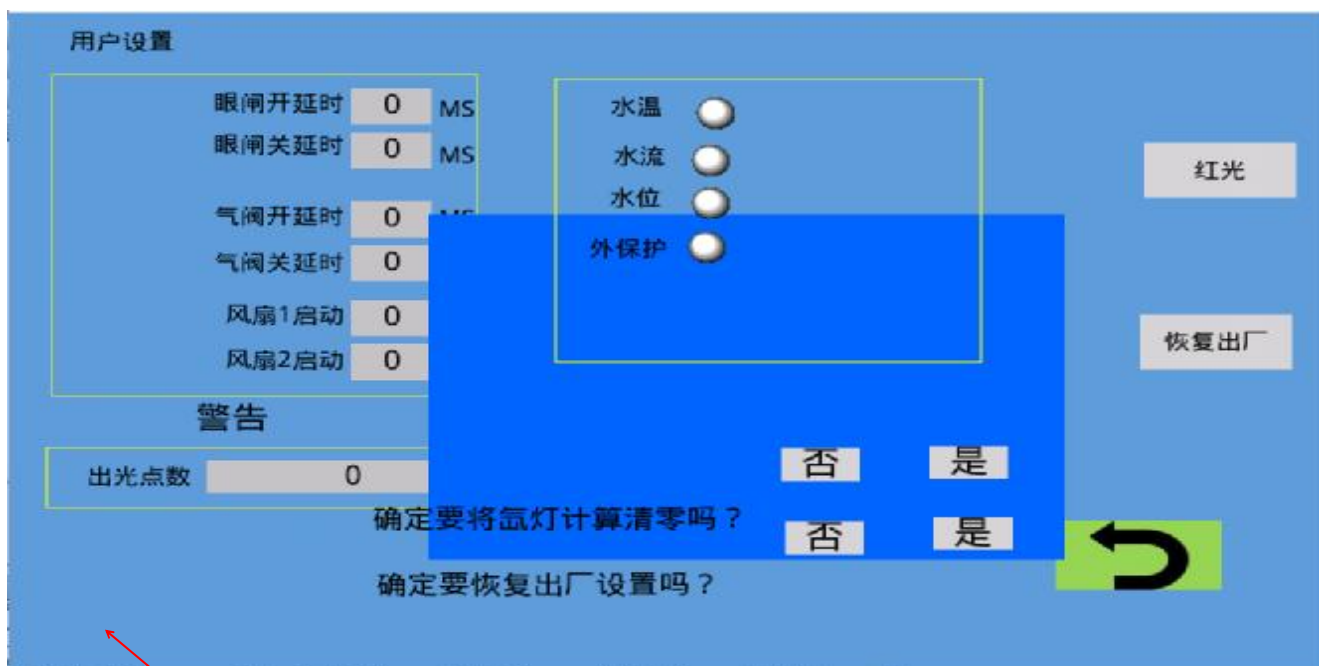 用户设置
眼闸开延时 0 MS
眼闸关延时 0 MS
气阀开延时 0
气阀关延时 0
风扇1启动 0
风扇2启动 0
水温
水流
水位
外保护
红光
恢复出厂
警告
出光点数 0
否 是
确定要将氙灯计算清零吗？
否 是
确定要恢复出厂设置吗？